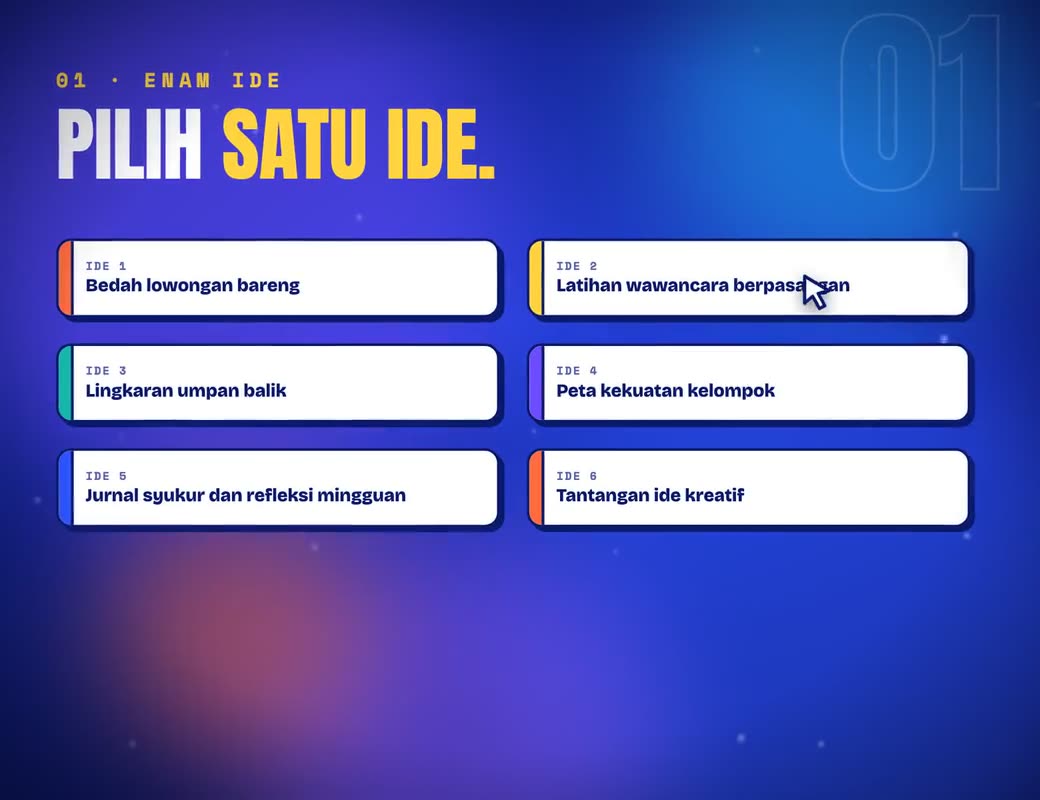 01
01 · ENAM IDE
PILIH SATU IDE.
IDE 1
Bedah lowongan bareng
IDE 2
Latihan wawancara berpasangan
IDE 3
Lingkaran umpan balik
IDE 4
Peta kekuatan kelompok
IDE 5
Jurnal syukur dan refleksi mingguan
IDE 6
Tantangan ide kreatif